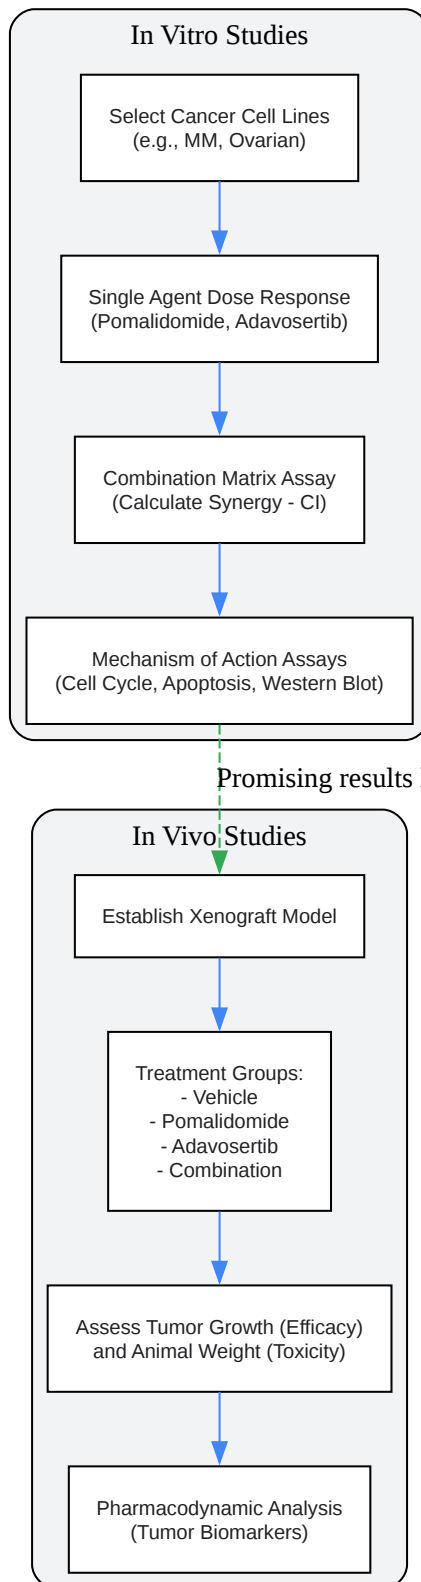 In Vitro Studies
Select Cancer Cell Lines
(e.g., MM, Ovarian)
Single Agent Dose Response
(Pomalidomide, Adavosertib)
Combination Matrix Assay
(Calculate Synergy - CI)
Mechanism of Action Assays
(Cell Cycle, Apoptosis, Western Blot)
Promising results
In Vivo Studies
Establish Xenograft Model
Treatment Groups:
- Vehicle
- Pomalidomide
- Adavosertib
- Combination
Assess Tumor Growth (Efficacy)
and Animal Weight (Toxicity)
Pharmacodynamic Analysis
(Tumor Biomarkers)